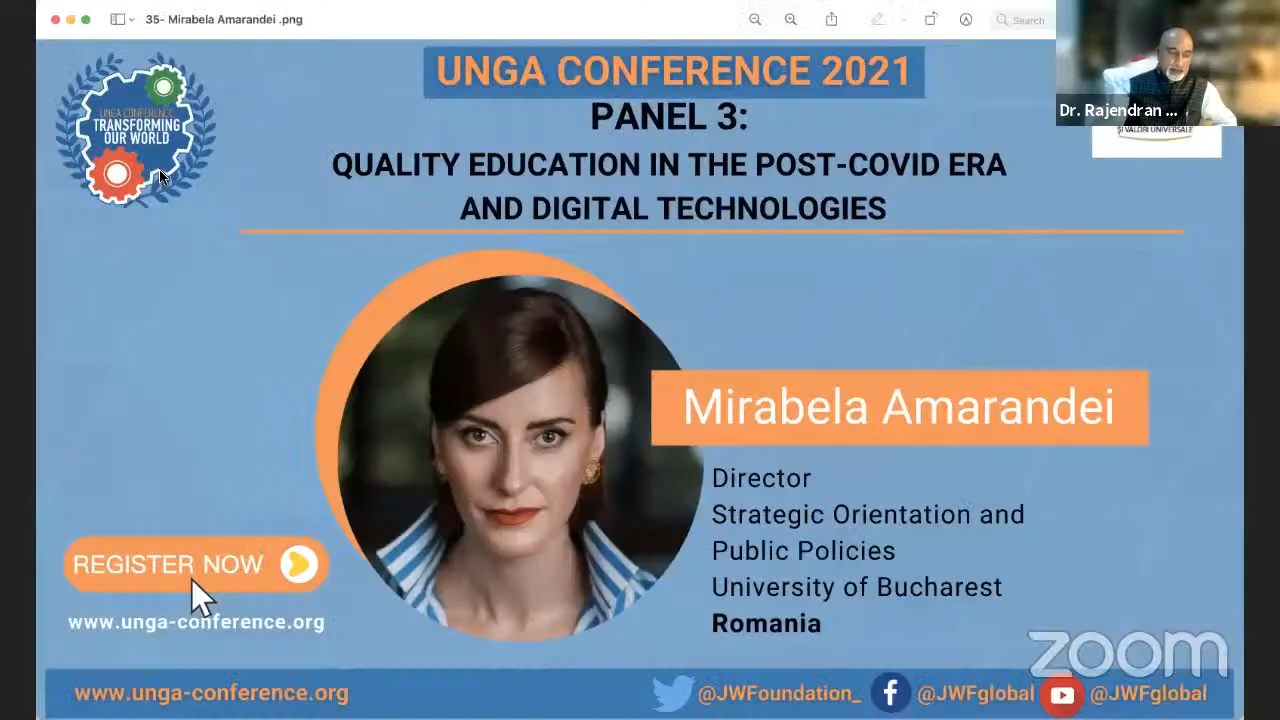 35- Mirabela Amarandei .png
Search
UNGA CONFERENCE 2021
PANEL 3:
QUALITY EDUCATION IN THE POST-COVID ERA
AND DIGITAL TECHNOLOGIES
UNGA CONFERENCE
TRANSFORMING
OUR WORLD
Dr. Rajendran ...
ȘI VALORI UNIVERSALE
Mirabela Amarandei
Director
Strategic Orientation and
Public Policies
University of Bucharest
Romania
REGISTER NOW
www.unga-conference.org
zoom
www.unga-conference.org
@JWFoundation_
@JWFglobal
@JWFglobal